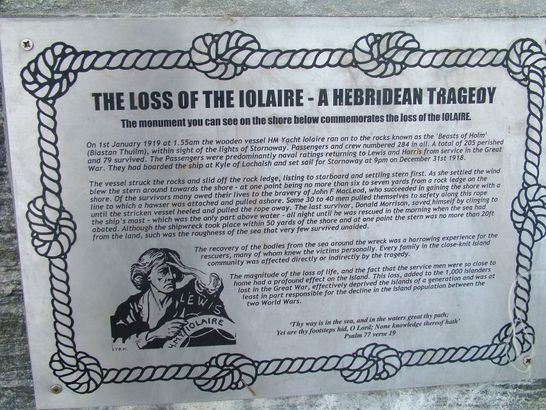 THE LOSS OF THE IOLAIRE - A HEBRIDEAN TRAGEDY
The monument you can see on the shore below commemorates the loss of the IOLAIRE.
On 1st January 1919 at 1.55am the wooden vessel HM Yacht Iolaire ran on to the rocks known as the 'Beasts of Holm'
(Biastan Thuilm), within sight of the lights of Stornoway. Passengers and crew numbered 284 in all. A total of 205 perished
and 79 survived. The Passengers were predominantly naval ratings returning to Lewis and Harris from service in the Great
War. They had boarded the ship at Kyle of Lochalsh and set sail for Stornoway at 9pm on December 31st 1918.
The vessel struck the rocks and slid off the rock ledge, listing to starboard and settling stern first. As she settled the wind
blew the stern around towards the shore - at one point being no more than six to seven yards from a rock ledge on the
shore. Of the survivors many owed their lives to the bravery of John F MacLeod, who succeeded in gaining the shore with a
line to which a hawser was attached and pulled ashore. Some 30 to 40 men pulled themselves to safety along this rope
until the stricken vessel heeled and pulled the rope away. The last survivor, Donald Morrison, saved himself by clinging to
the ship's mast - which was the only part above water - all night until he was rescued in the morning when the sea had
abated. Although the shipwreck took place within 50 yards of the shore and at one point the stern was no more than 20ft
from the land, such was the roughness of the sea that very few survived unaided.
The recovery of the bodies from the sea around the wreck was a harrowing experience for the
rescuers, many of whom knew the victims personally. Every family in the close-knit island
community was affected directly or indirectly by the tragedy.
The magnitude of the loss of life, and the fact that the service men were so close to
home had a profound effect on the island. This loss, added to the 1,000 islanders
lost in the Great War, effectively deprived the islands of a generation and was at
least in part responsible for the decline in the island population between the
two World Wars.
LEWIS
HMY IOLAIRE
'Thy way is in the sea, and in the waters great thy path;
Yet are thy footsteps hid, O Lord; None knoweth thereof hath'
Psalm 77 verse 19